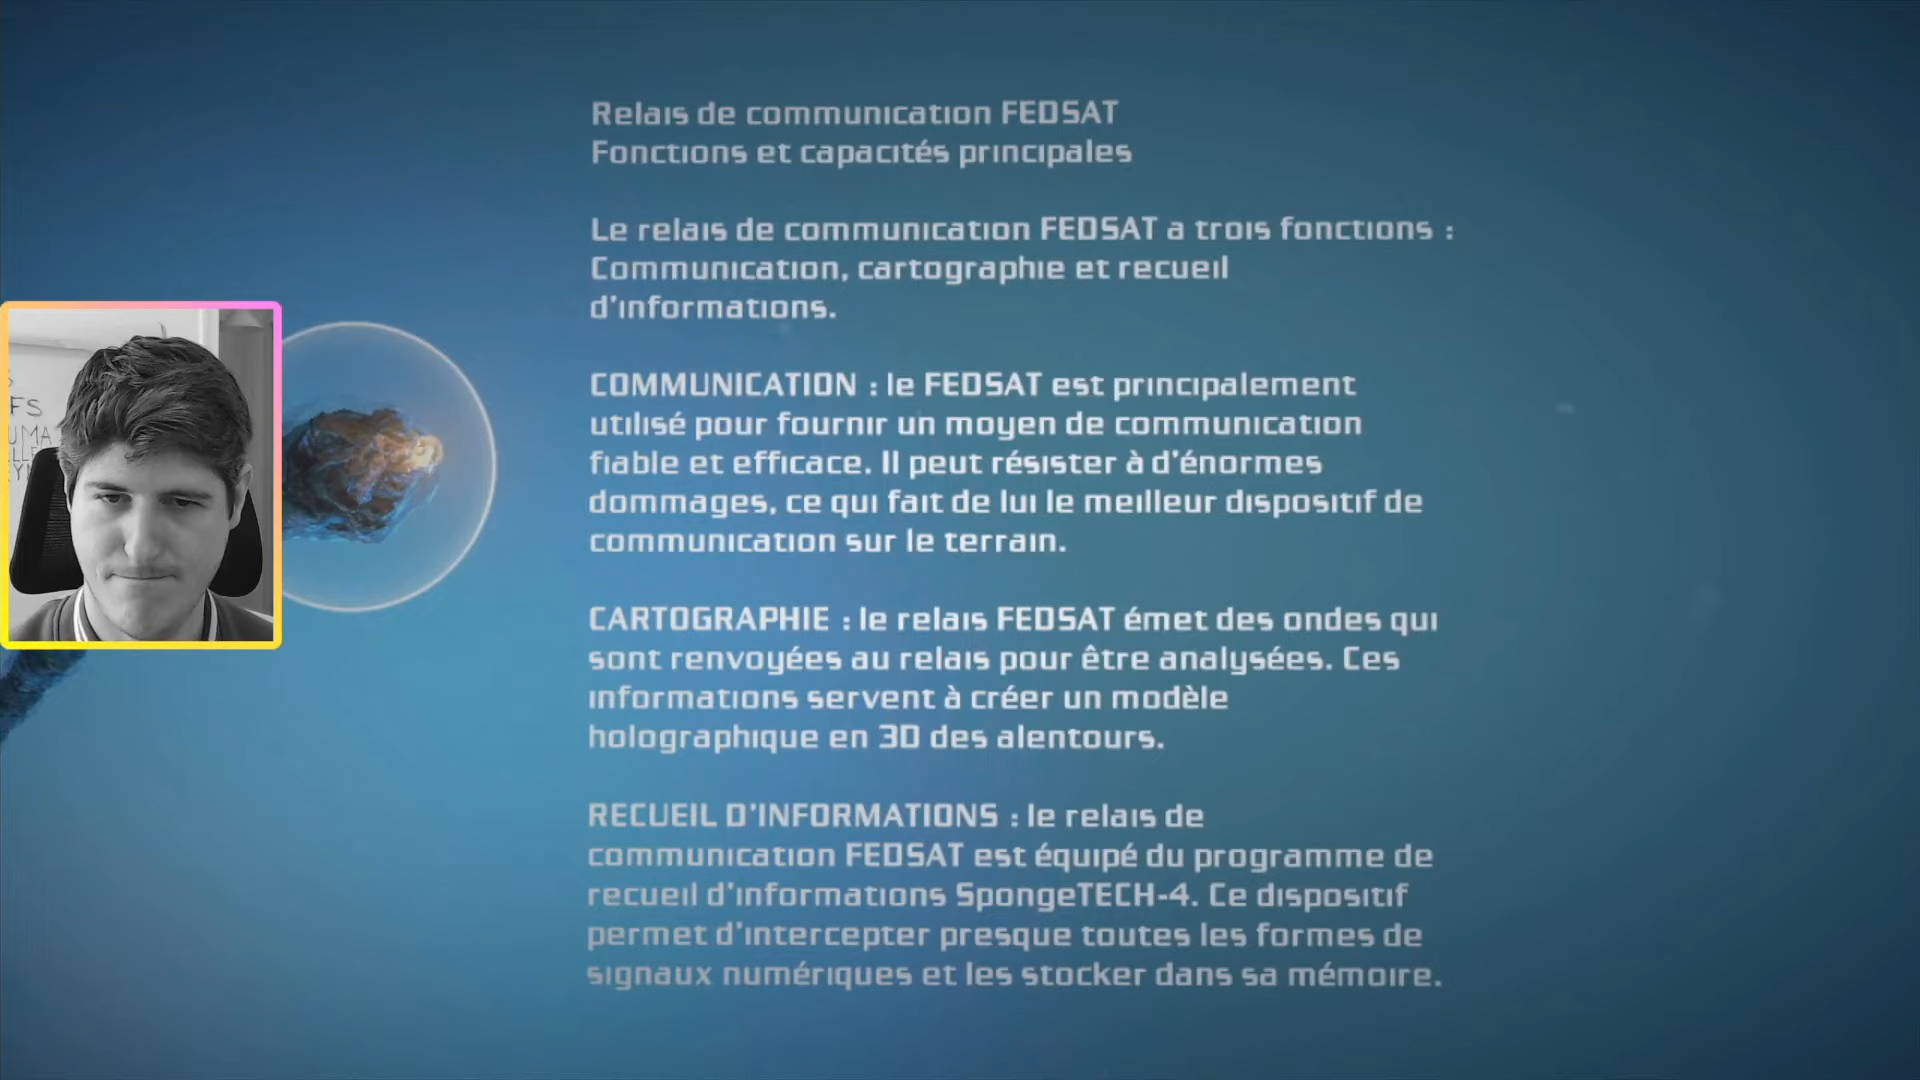 Relais de communication FEDSAT
Fonctions et capacités principales
Le relais de communication FEDSAT a trois fonctions :
Communication, cartographie et recueil
d'informations.
COMMUNICATION : le FEDSAT est principalement
utilisé pour fournir un moyen de communication
fiable et efficace. Il peut résister à d'énormes
dommages, ce qui fait de lui le meilleur dispositif de
communication sur le terrain.
CARTOGRAPHIE : le relais FEDSAT émet des ondes qui
sont renvoyées au relais pour être analysées. Ces
informations servent à créer un modèle
holographique en 3D des alentours.
RECUEIL D'INFORMATIONS : le relais de
communication FEDSAT est équipé du programme de
recueil d'informations SpongeTECH-4. Ce dispositif
permet d'intercepter presque toutes les formes de
signaux numériques et les stocker dans sa mémoire.